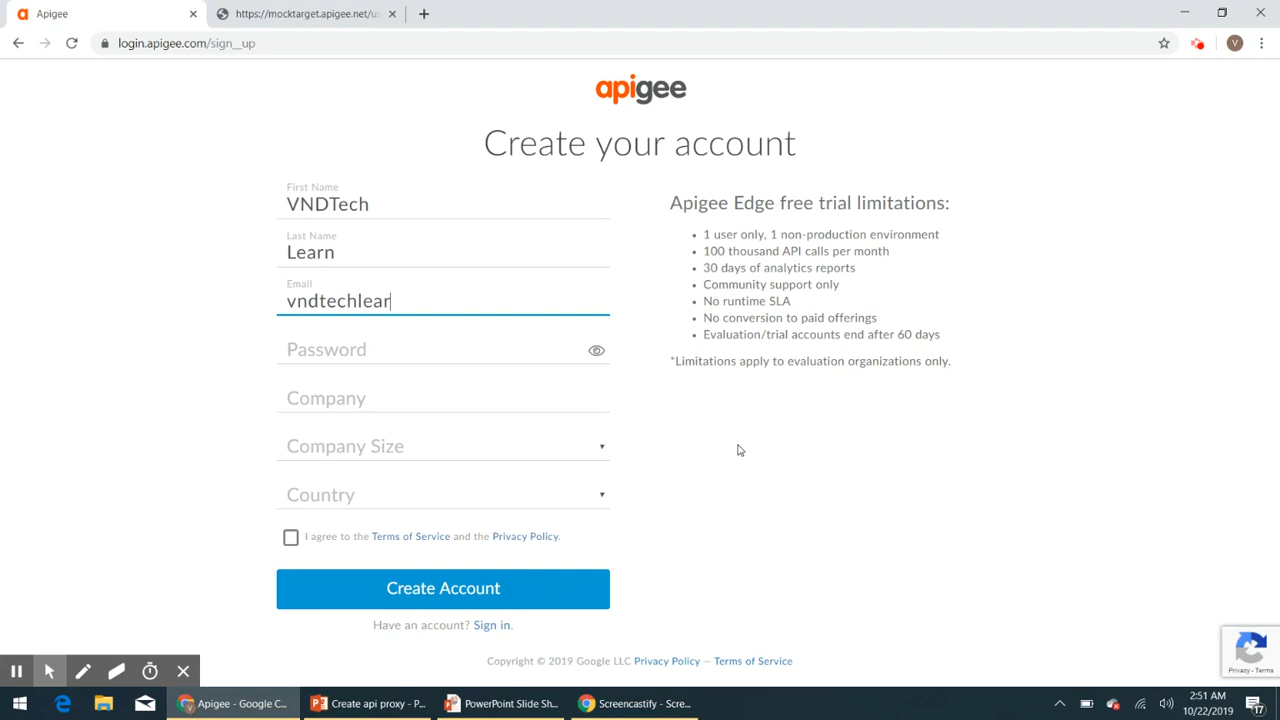 Apigee
https://mocktarget.apigee.net/us
login.apigee.com/sign__up
V
apigee
Create your account
First Name
VNDTech
Last Name
Learn
Email
vndtechlear
Password
Company
Company Size
Country
I agree to the Terms of Service and the Privacy Policy.
Create Account
Have an account? Sign in.
Apigee Edge free trial limitations:
1 user only, 1 non-production environment
100 thousand API calls per month
30 days of analytics reports
Community support only
No runtime SLA
No conversion to paid offerings
Evaluation/trial accounts end after 60 days
*Limitations apply to evaluation organizations only.
Copyright © 2019 Google LLC Privacy Policy — Terms of Service
Privacy - Terms
Apigee - Google C...
Create api proxy - P...
PowerPoint Slide Sh...
Screencastify - Scre...
2:51 AM
10/22/2019
17